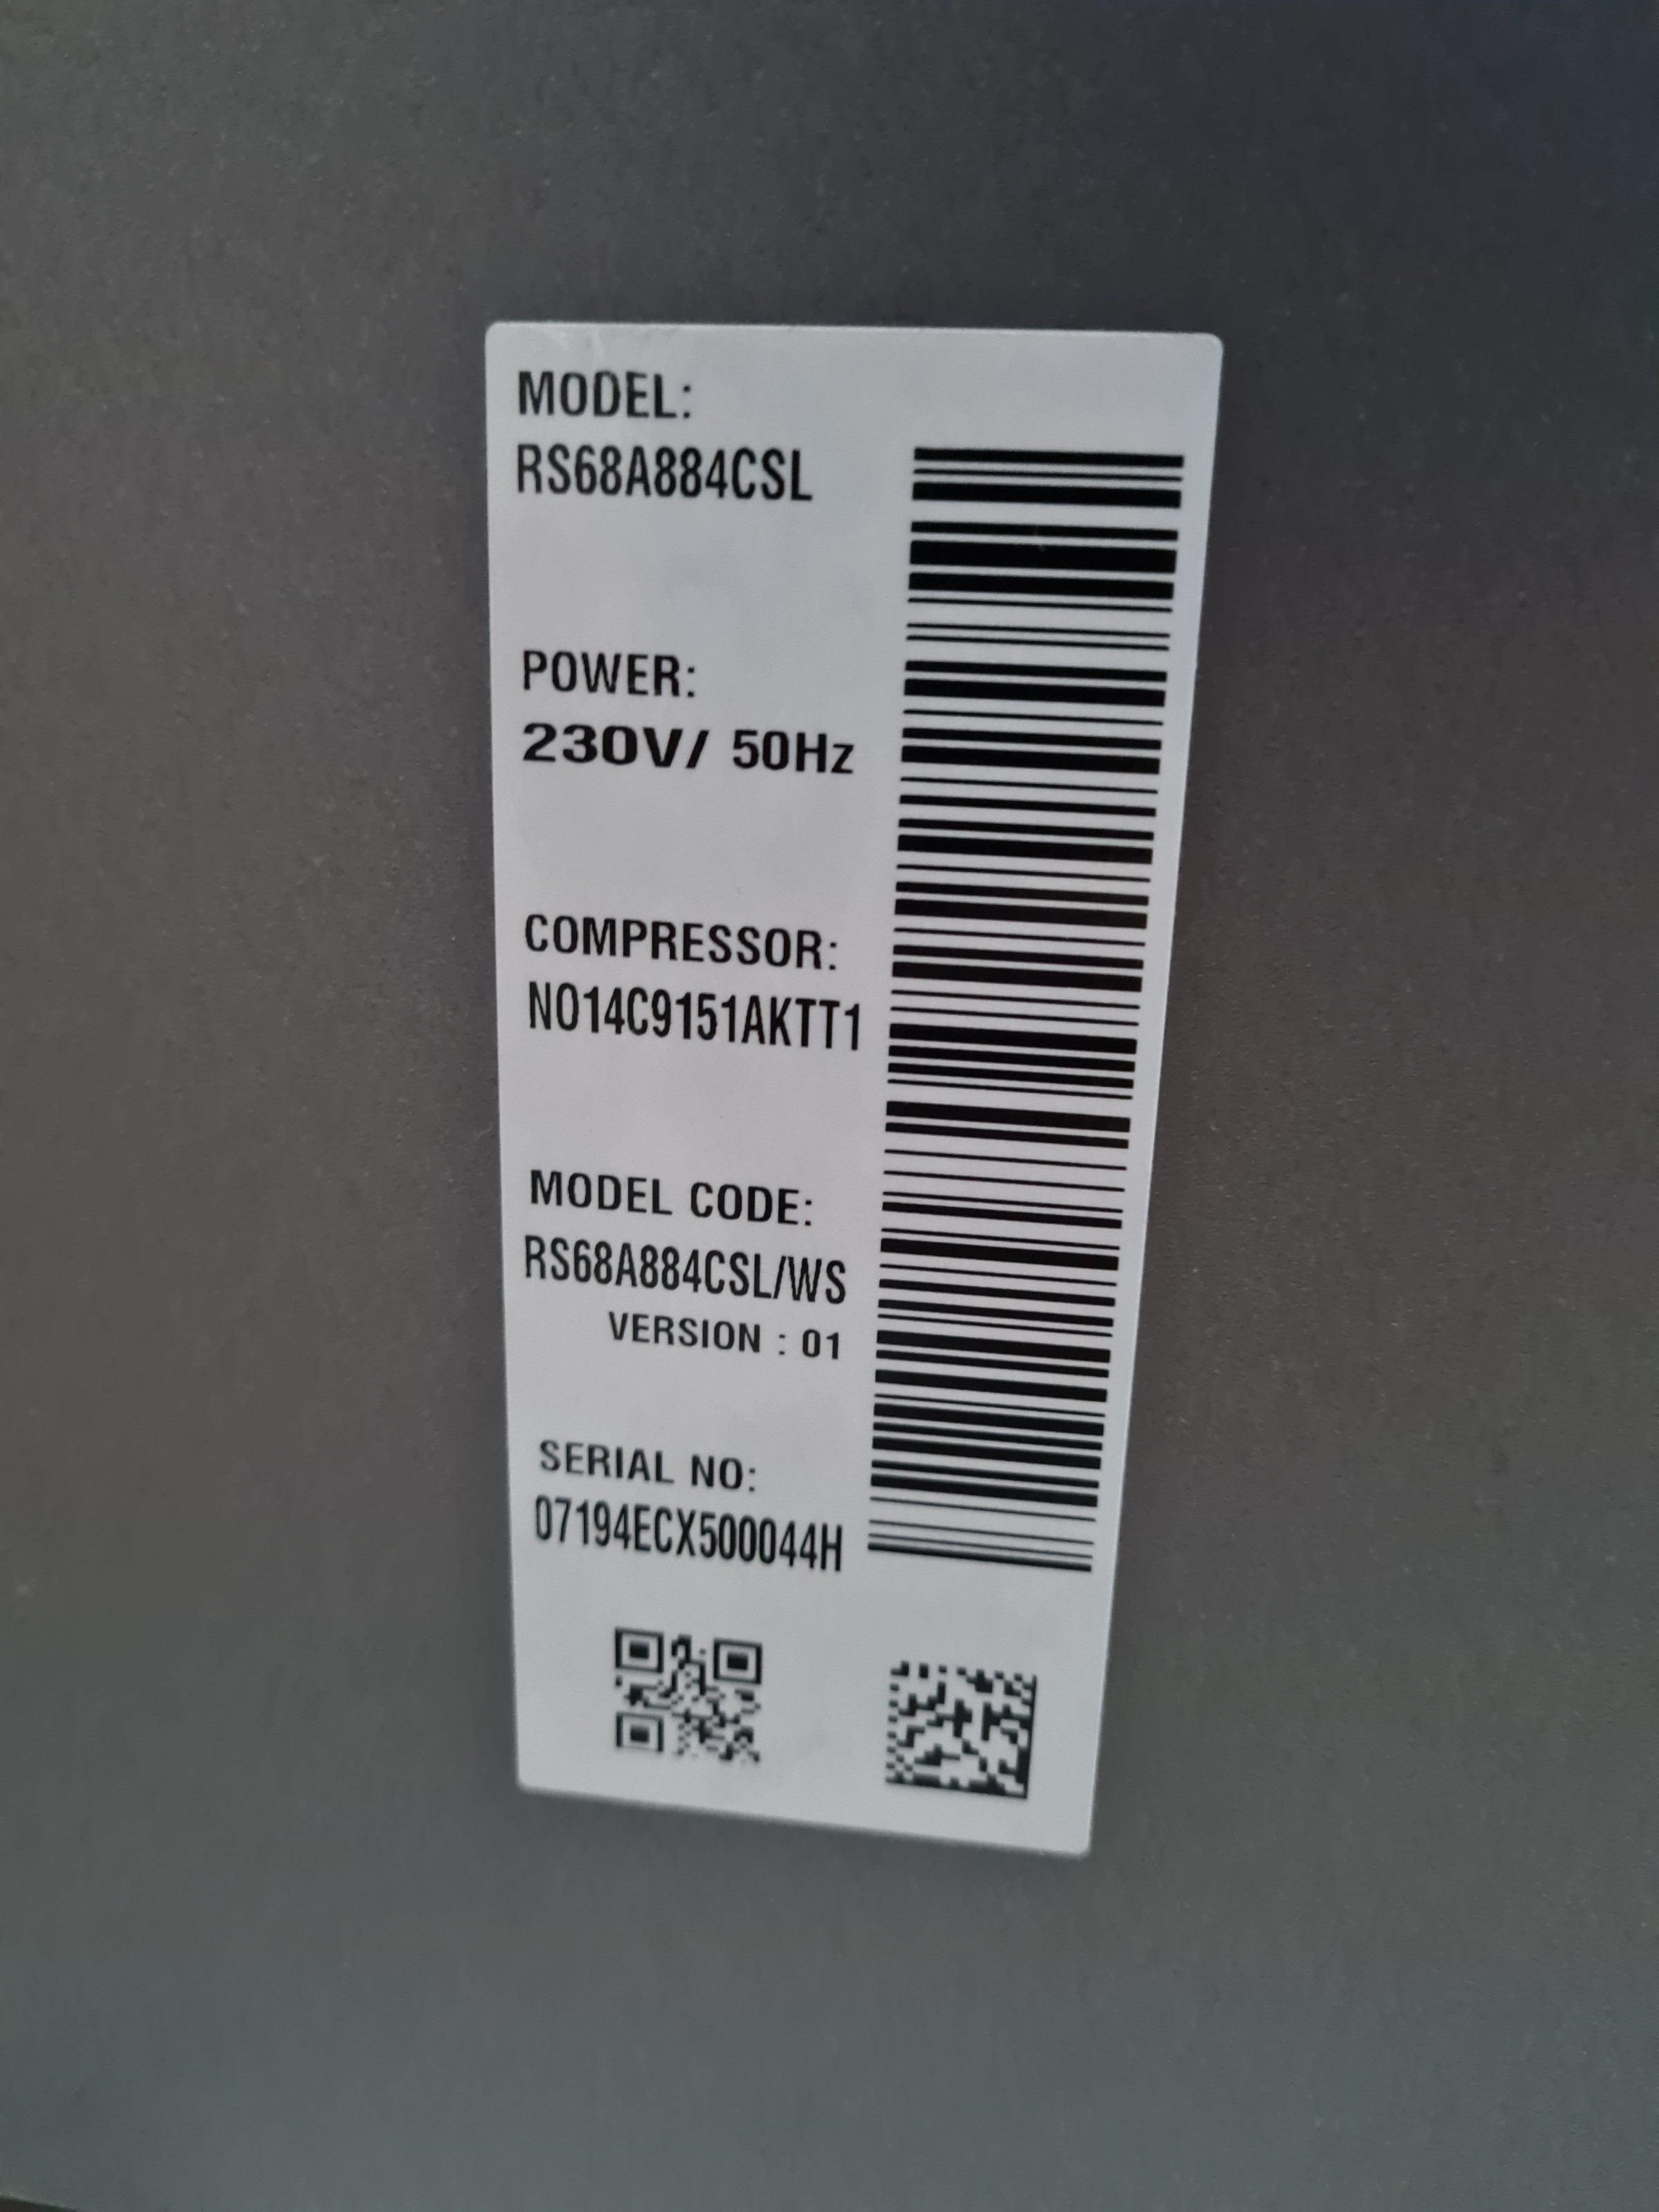 MODEL:
RS68A884CSL
POWER:
230V/ 50Hz
COMPRESSOR:
NO14C9151AKTT1
MODEL CODE:
RS68A884CSL/WS
VERSION : 01
SERIAL NO:
07194ECX500044H